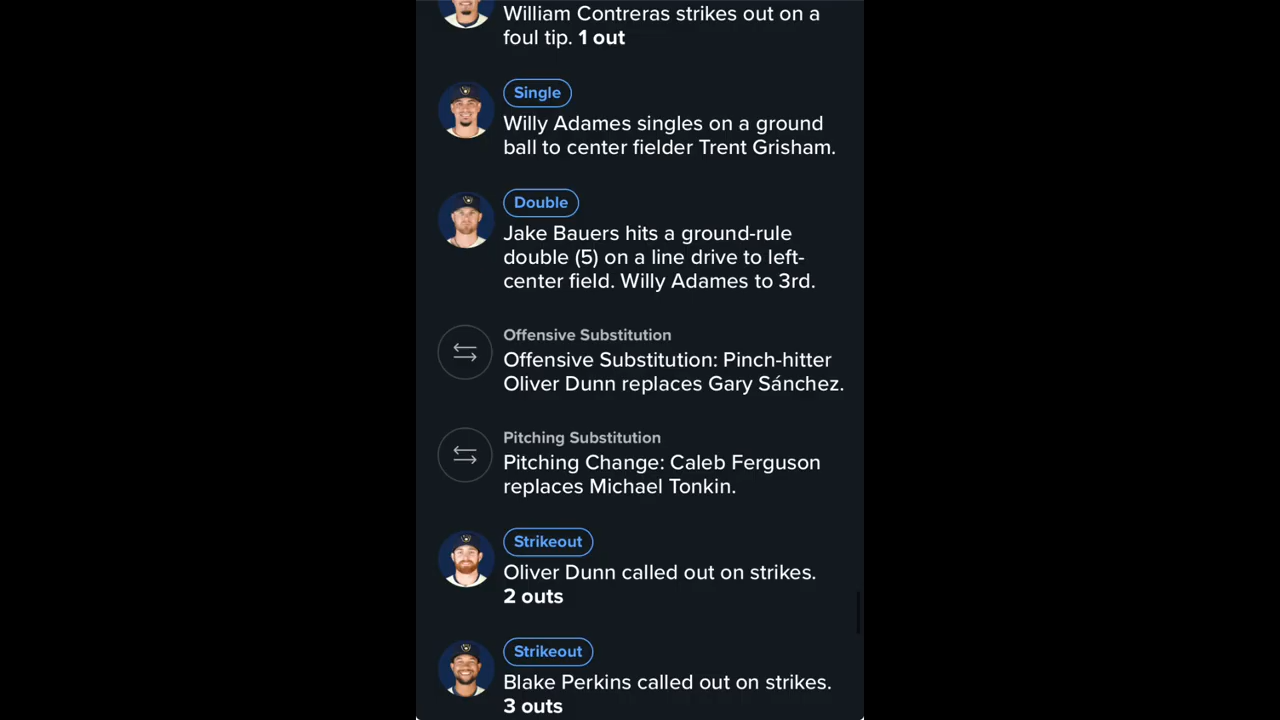 William Contreras strikes out on a
foul tip. 1 out
Single
Willy Adames singles on a ground
ball to center fielder Trent Grisham.
Double
Jake Bauers hits a ground-rule
double (5) on a line drive to left-
center field. Willy Adames to 3rd.
Offensive Substitution
Offensive Substitution: Pinch-hitter
Oliver Dunn replaces Gary Sánchez.
Pitching Substitution
Pitching Change: Caleb Ferguson
replaces Michael Tonkin.
Strikeout
Oliver Dunn called out on strikes.
2 outs
Strikeout
Blake Perkins called out on strikes.
3 outs